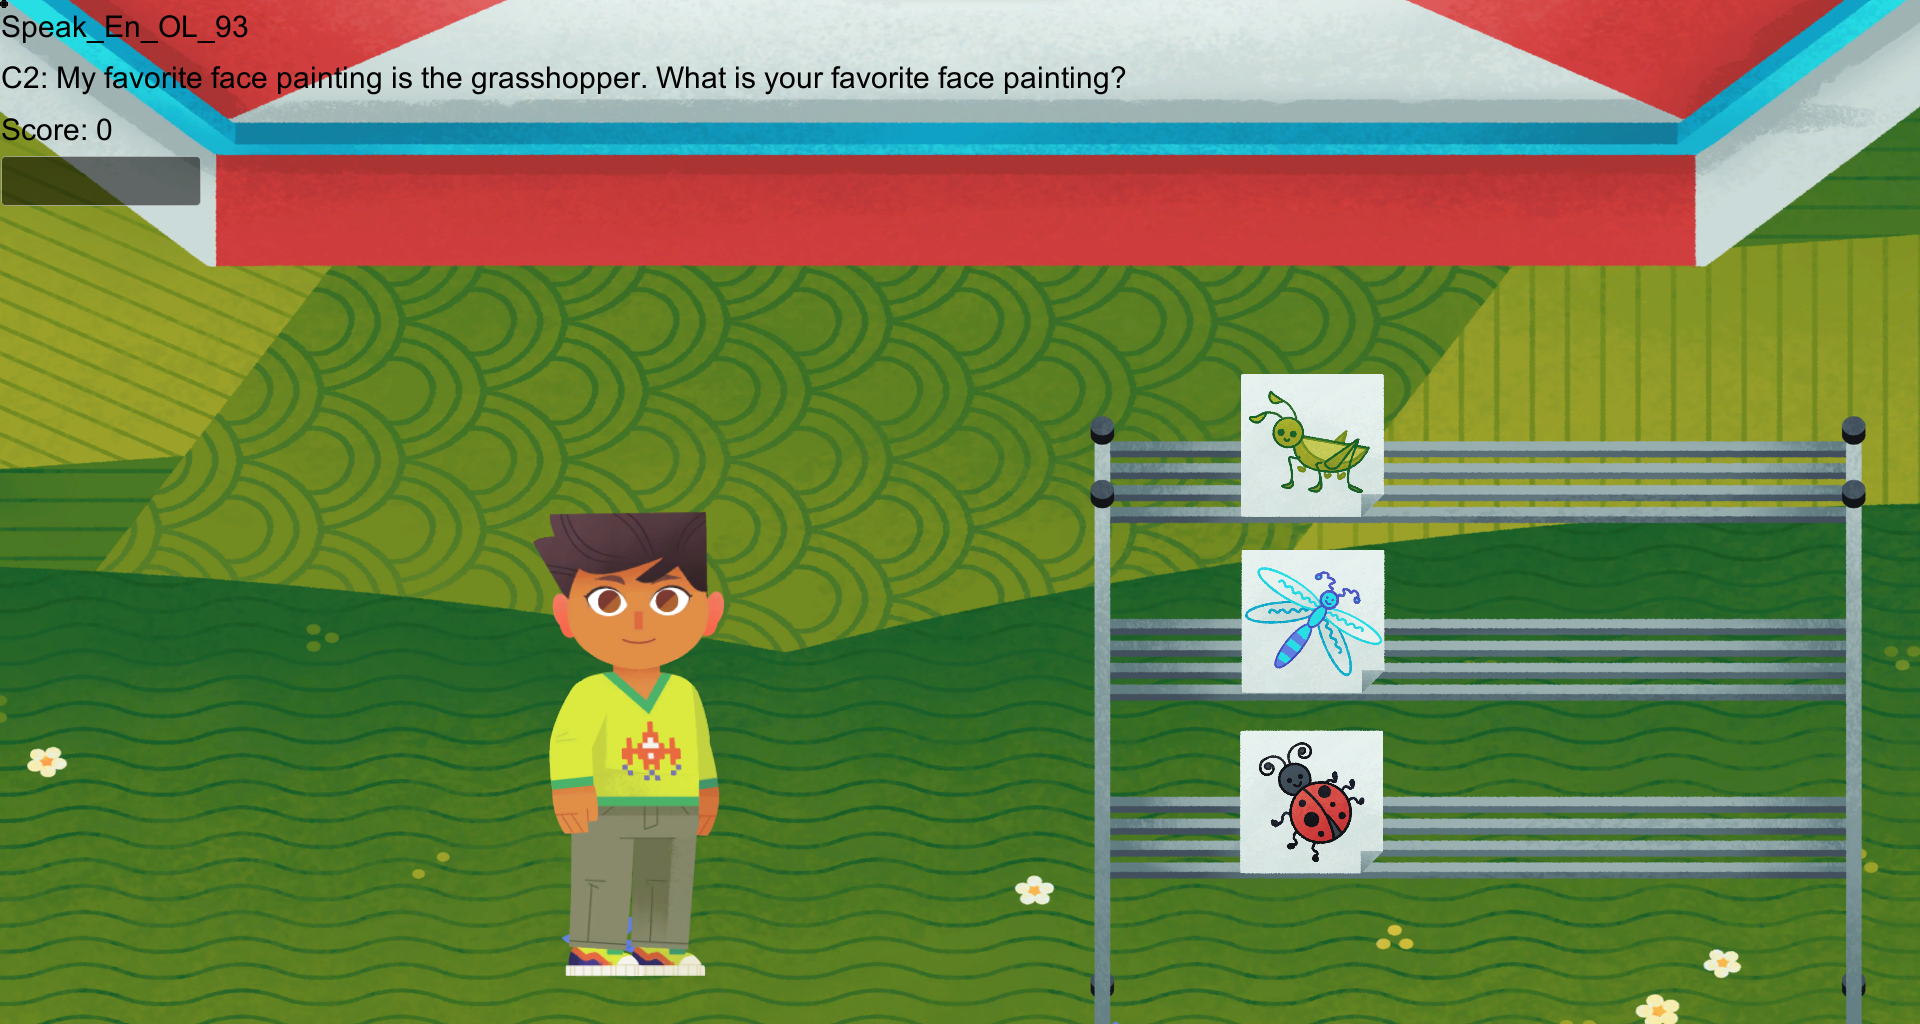 Speak_En_OL_93
C2: My favorite face painting is the grasshopper. What is your favorite face painting?
Score: 0